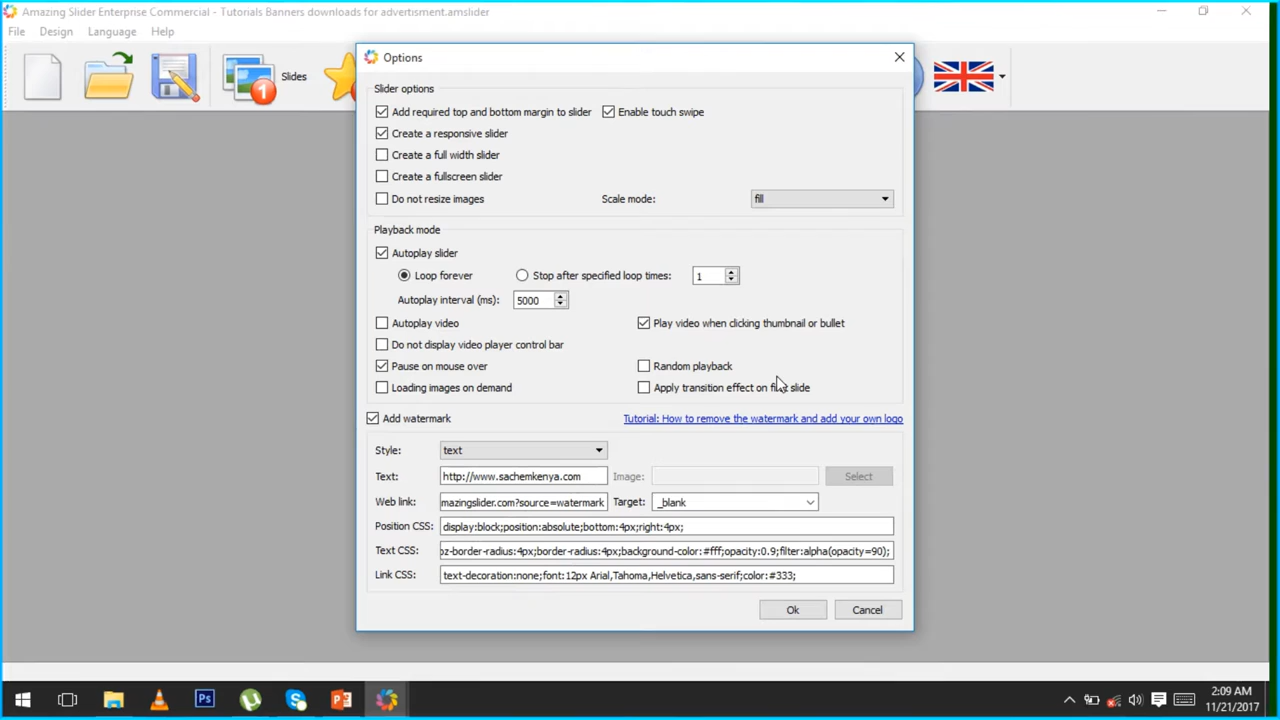 Amazing Slider Enterprise Commercial - Tutorials Banners downloads for advertisment.amslider
File Design Language Help
1 Slides
Options
Slider options
Add required top and bottom margin to slider Enable touch swipe
Create a responsive slider
Create a full width slider
Create a fullscreen slider
Do not resize images Scale mode: fill
Playback mode
Autoplay slider
Loop forever Stop after specified loop times: 1
Autoplay interval (ms): 5000
Autoplay video Play video when clicking thumbnail or bullet
Do not display video player control bar
Pause on mouse over Random playback
Loading images on demand Apply transition effect on slide
Add watermark Tutorial: How to remove the watermark and add your own logo
Style: text
Text: http://www.sachemkenya.com Image: Select
Web link: mazingslider.com?source=watermark Target: _blank
Position CSS: display:block;position:absolute;bottom:4px;right:4px;
Text CSS: oz-border-radius:4px;border-radius:4px;background-color:#fff;opacity:0.9;filter:alpha(opacity=90);
Link CSS: text-decoration:none;font:12px Arial,Tahoma,Helvetica,sans-serif;color:#333;
Ok Cancel
Ps
2:09 AM
11/21/2017